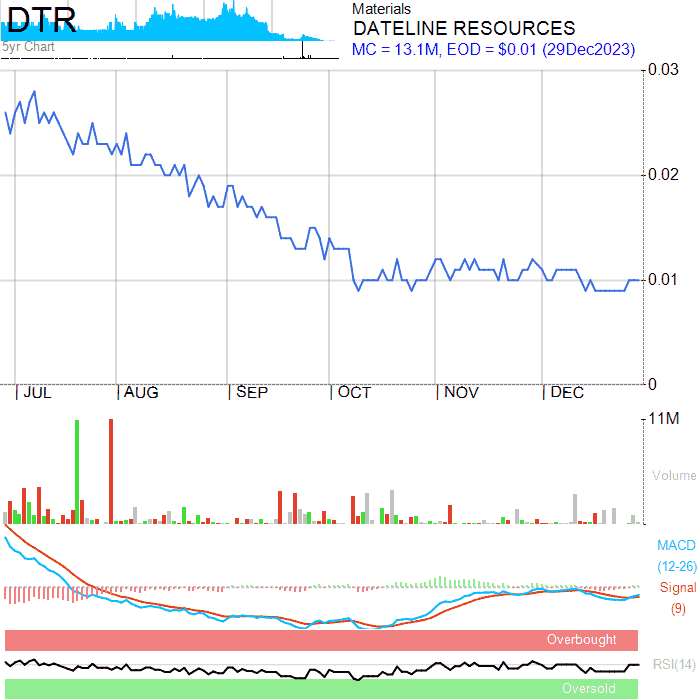 DTR
5yr Chart
Materials
DATELINE RESOURCES
MC = 13.1M, EOD = $0.01 (29Dec2023)
0.03
0.02
0.01
0
JUL AUG SEP OCT NOV DEC
11M
Volume
MACD
(12-26)
Signal
(9)
Overbought
RSI(14)
Oversold